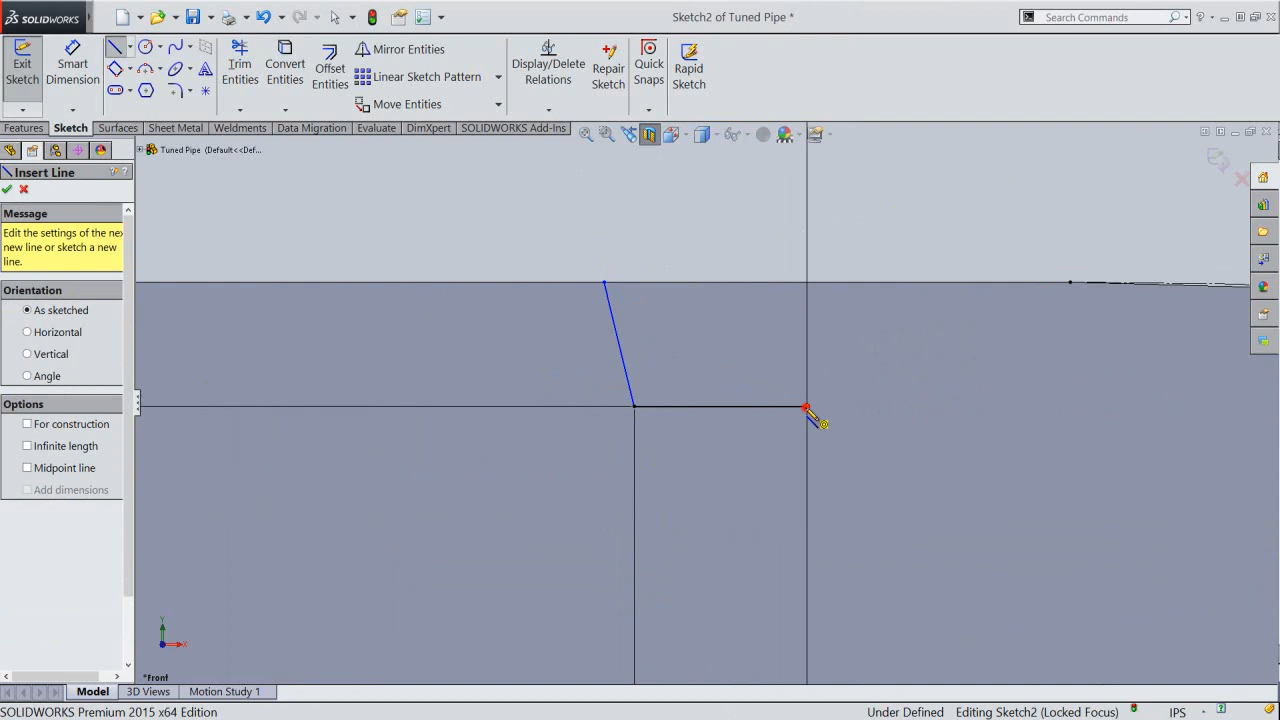 SOLIDWORKS
Sketch2 of Tuned Pipe *
Search Commands
Exit
Sketch
Smart
Dimension
Trim
Entities
Convert
Entities
Offset
Entities
Mirror Entities
Linear Sketch Pattern
Move Entities
Display/Delete
Relations
Repair
Sketch
Quick
Snaps
Rapid
Sketch
Features
Sketch
Surfaces
Sheet Metal
Weldments
Data Migration
Evaluate
DimXpert
SOLIDWORKS Add-Ins
Tuned Pipe (Default<<Def...
Insert Line
Message
Edit the settings of the nex
new line or sketch a new
line.
Orientation
As sketched
Horizontal
Vertical
Angle
Options
For construction
Infinite length
Midpoint line
Add dimensions
Y
X
*Front
Model
3D Views
Motion Study 1
SOLIDWORKS Premium 2015 x64 Edition
Under Defined
Editing Sketch2 (Locked Focus)
IPS